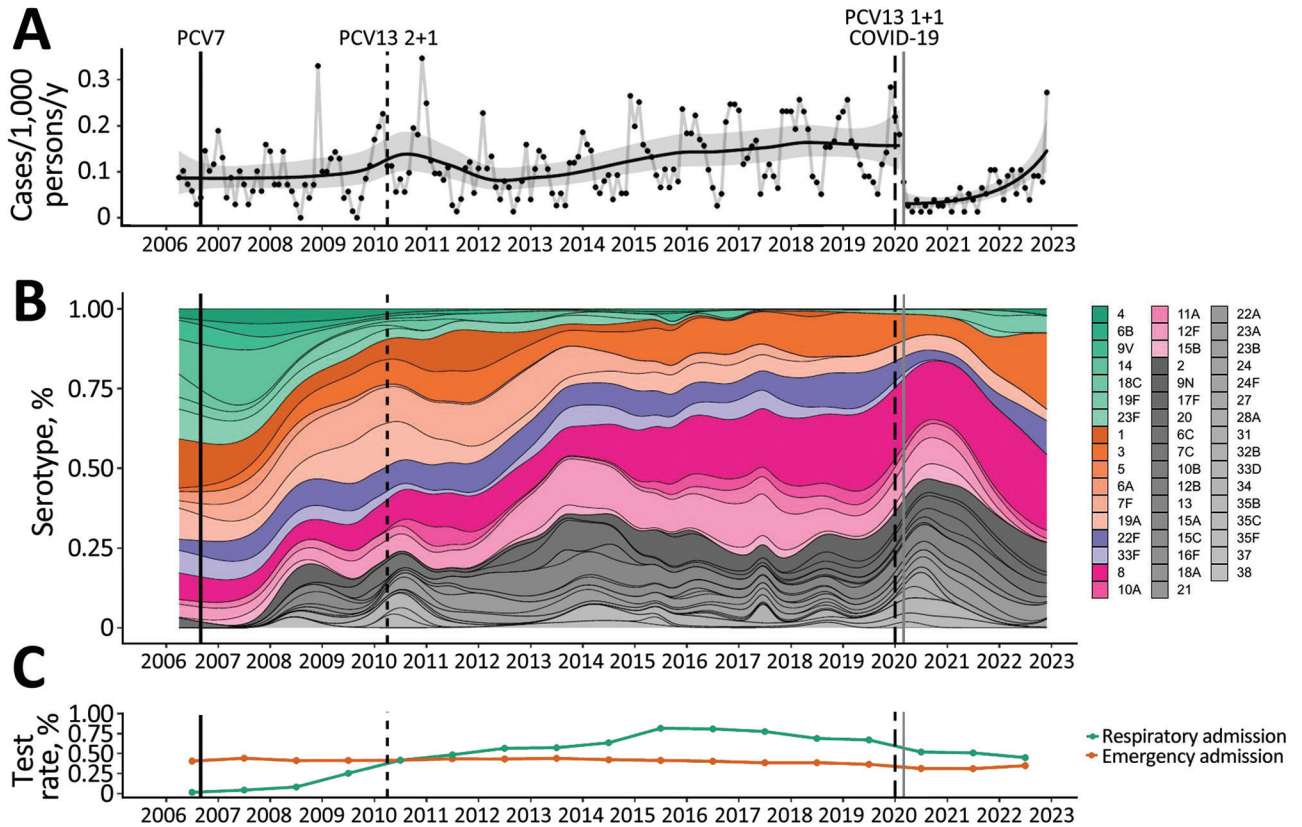 A
PCV7
PCV13 2+1
PCV13 1+1
COVID-19
Cases/1,000
persons/y
0.3
0.2
0.1
0
2006 2007 2008 2009 2010 2011 2012 2013 2014 2015 2016 2017 2018 2019 2020 2021 2022 2023
B
Serotype, %
1.00
0.75
0.50
0.25
0
2006 2007 2008 2009 2010 2011 2012 2013 2014 2015 2016 2017 2018 2019 2020 2021 2022 2023
4
6B
9V
14
18C
19F
23F
1
3
5
6A
7F
19A
22F
33F
8
10A
11A
12F
15B
2
9N
17F
20
6C
7C
10B
12B
13
15A
15C
16F
18A
21
22A
23A
23B
24
24F
27
28A
31
32B
33D
34
35B
35C
35F
37
38
C
Test
rate, %
1.00
0.75
0.50
0.25
0
2006 2007 2008 2009 2010 2011 2012 2013 2014 2015 2016 2017 2018 2019 2020 2021 2022 2023
Respiratory admission
Emergency admission